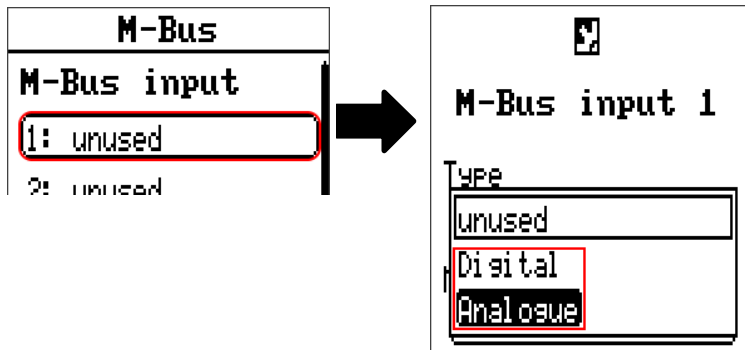 M-Bus
M-Bus input
1: unused
2: unused
M-Bus input 1
Type
unused
Digital
Analogue